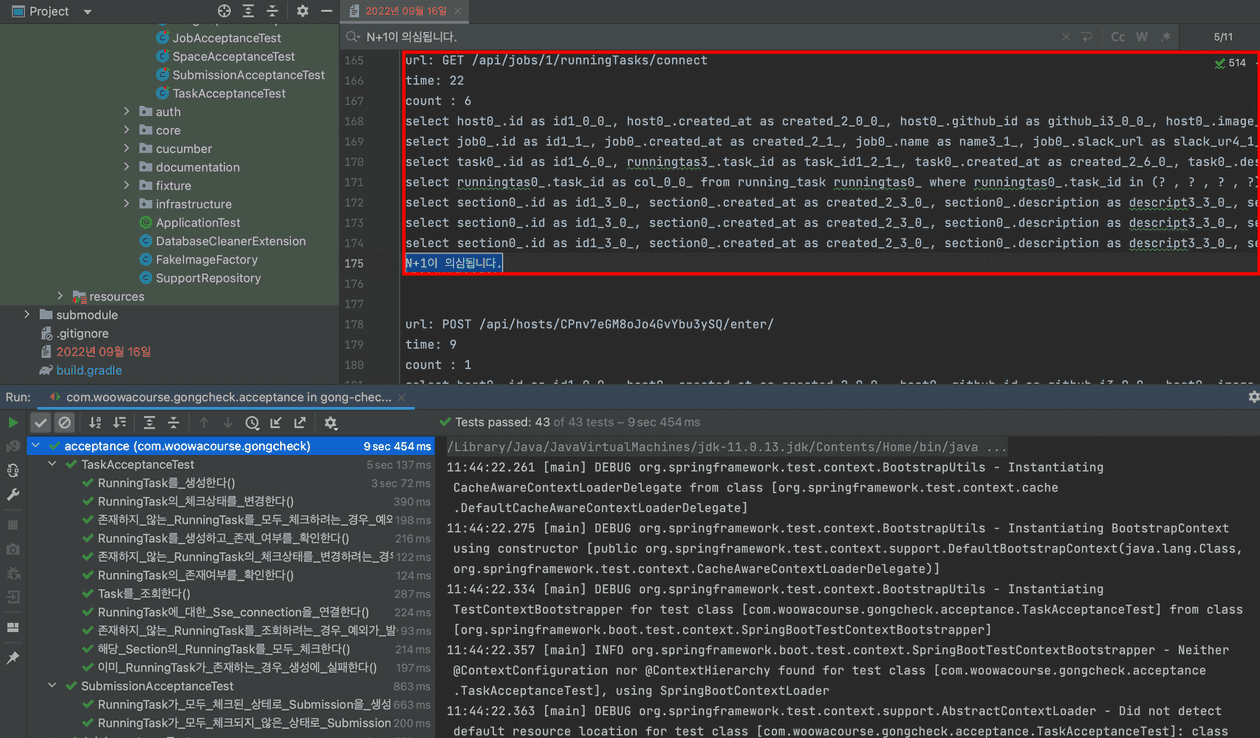 Project
2022년 09월 16일
JobAcceptanceTest
SpaceAcceptanceTest
SubmissionAcceptanceTest
TaskAcceptanceTest
auth
core
cucumber
documentation
fixture
infrastructure
ApplicationTest
DatabaseCleanerExtension
FakeImageFactory
SupportRepository
resources
submodule
.gitignore
2022년 09월 16일
build.gradle
N+1이 의심됩니다.
Cc W .* 5/11
514
165 url: GET /api/jobs/1/runningTasks/connect
166 time: 22
167 count : 6
168 select host0_.id as id1_0_0_, host0_.created_at as created_2_0_0_, host0_.github_id as github_i3_0_0_, host0_.image_
169 select job0_.id as id1_1_, job0_.created_at as created_2_1_, job0_.name as name3_1_, job0_.slack_url as slack_ur4_1_
170 select task0_.id as id1_6_0_, runningtas3_.task_id as task_id1_2_1_, task0_.created_at as created_2_6_0_, task0_.des
171 select runningtas0_.task_id as col_0_0_ from running_task runningtas0_ where runningtas0_.task_id in (? , ? , ? , ?
172 select section0_.id as id1_3_0_, section0_.created_at as created_2_3_0_, section0_.description as descript3_3_0_, se
173 select section0_.id as id1_3_0_, section0_.created_at as created_2_3_0_, section0_.description as descript3_3_0_, se
174 select section0_.id as id1_3_0_, section0_.created_at as created_2_3_0_, section0_.description as descript3_3_0_, se
175 N+1이 의심됩니다.
176
177
178 url: POST /api/hosts/CPnv7eGM8oJo4GvYbu3ySQ/enter/
179 time: 9
180 count : 1
Run: com.woowacourse.gongcheck.acceptance in gong-chec...
Tests passed: 43 of 43 tests – 9 sec 454 ms
acceptance (com.woowacourse.gongcheck) 9 sec 454 ms
TaskAcceptanceTest 5 sec 137 ms
RunningTask를_생성한다() 3 sec 72 ms
RunningTask의_체크상태를_변경한다() 390 ms
존재하지_않는_RunningTask를_모두_체크하려는_경우_예외 198 ms
RunningTask를_생성하고_존재_여부를_확인한다() 216 ms
존재하지_않는_RunningTask의_체크상태를_변경하려는_경우 122 ms
RunningTask의_존재여부를_확인한다() 124 ms
Task를_조회한다() 287 ms
RunningTask에_대한_Sse_connection을_연결한다() 224 ms
존재하지_않는_RunningTask를_조회하려는_경우_예외가_발 93 ms
해당_Section의_RunningTask를_모두_체크한다() 214 ms
이미_RunningTask가_존재하는_경우_생성에_실패한다() 197 ms
SubmissionAcceptanceTest 863 ms
RunningTask가_모두_체크된_상태로_Submission을_생성 663 ms
RunningTask가_모두_체크되지_않은_상태로_Submission 200 ms
/Library/Java/JavaVirtualMachines/jdk-11.0.13.jdk/Contents/Home/bin/java ...
11:44:22.261 [main] DEBUG org.springframework.test.context.BootstrapUtils - Instantiating
CacheAwareContextLoaderDelegate from class [org.springframework.test.context.cache
.DefaultCacheAwareContextLoaderDelegate]
11:44:22.275 [main] DEBUG org.springframework.test.context.BootstrapUtils - Instantiating BootstrapContext
using constructor [public org.springframework.test.context.support.DefaultBootstrapContext(java.lang.Class,
org.springframework.test.context.CacheAwareContextLoaderDelegate)]
11:44:22.334 [main] DEBUG org.springframework.test.context.BootstrapUtils - Instantiating
TestContextBootstrapper for test class [com.woowacourse.gongcheck.acceptance.TaskAcceptanceTest] from class
[org.springframework.boot.test.context.SpringBootTestContextBootstrapper]
11:44:22.357 [main] INFO org.springframework.boot.test.context.SpringBootTestContextBootstrapper - Neither
@ContextConfiguration nor @ContextHierarchy found for test class [com.woowacourse.gongcheck.acceptance
.TaskAcceptanceTest], using SpringBootContextLoader
11:44:22.363 [main] DEBUG org.springframework.test.context.support.AbstractContextLoader - Did not detect
default resource location for test class [com.woowacourse.gongcheck.acceptance.TaskAcceptanceTest]: class